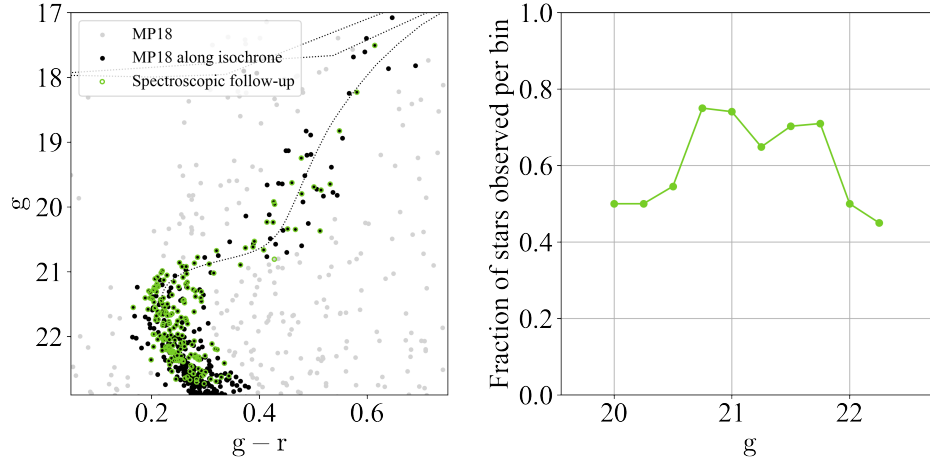 17
18
19
20
21
22
g
0.2
0.4
0.6
g − r
MP18
MP18 along isochrone
Spectroscopic follow-up
1.0
0.8
0.6
0.4
0.2
0.0
Fraction of stars observed per bin
20
21
22
g